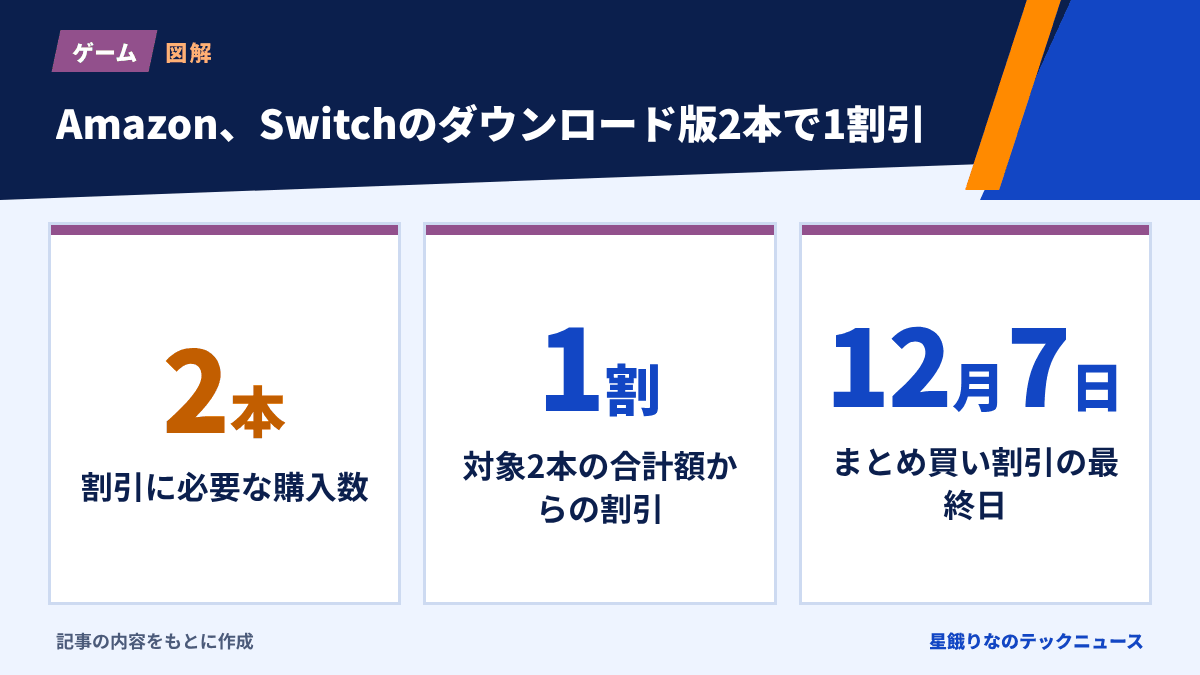 ゲーム 図解
Amazon、Switchのダウンロード版2本で1割引
2本
割引に必要な購入数
1割
対象2本の合計額か
らの割引
12月7日
まとめ買い割引の最
終日
記事の内容をもとに作成
星餓りなのテックニュース